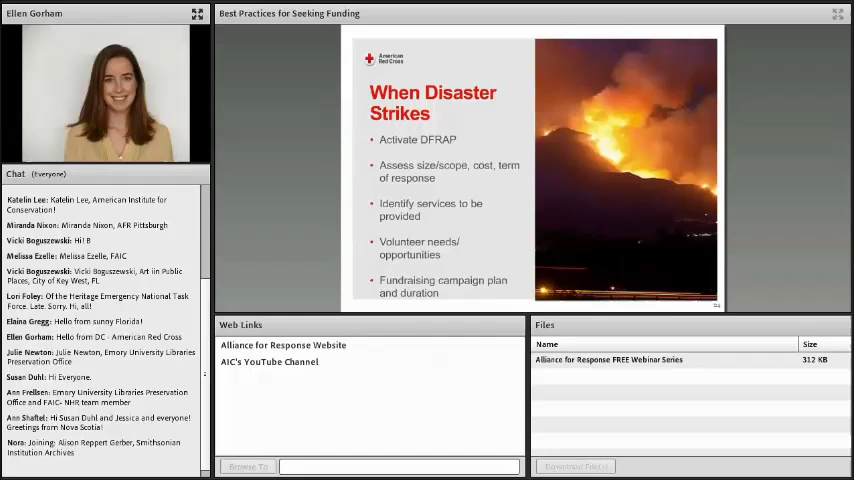 Ellen Gorham
Best Practices for Seeking Funding
American
Red Cross
When Disaster
Strikes
• Activate DFRAP
• Assess size/scope, cost, term
of response
• Identify services to be
provided
• Volunteer needs/
opportunities
• Fundraising campaign plan
and duration
Chat (Everyone)
Katelin Lee: Katelin Lee, American Institute for
Conservation!
Miranda Nixon: Miranda Nixon, AFR Pittsburgh
Vicki Boguszewski: Hi! B
Melissa Ezelle: Melissa Ezelle, FAIC
Vicki Boguszewski: Vicki Boguszewski, Art iin Public
Places, City of Key West, FL
Lori Foley: Of the Heritage Emergency National Task
Force. Late. Sorry. Hi, all!
Elaina Gregg: Hello from sunny Florida!
Ellen Gorham: Hello from DC - American Red Cross
Julie Newton: Julie Newton, Emory University Libraries
Preservation Office
Susan Duhl: Hi Everyone.
Ann Frellsen: Emory University Libraries Preservation
Office and FAIC- NHR team member
Ann Shaftel: Hi Susan Duhl and Jessica and everyone!
Greetings from Nova Scotia!
Nora: Joining: Alison Reppert Gerber, Smithsonian
Institution Archives
Web Links
Alliance for Response Website
AIC's YouTube Channel
Browse To
Files
Name Size
Alliance for Response FREE Webinar Series 312 KB
Download File(s)